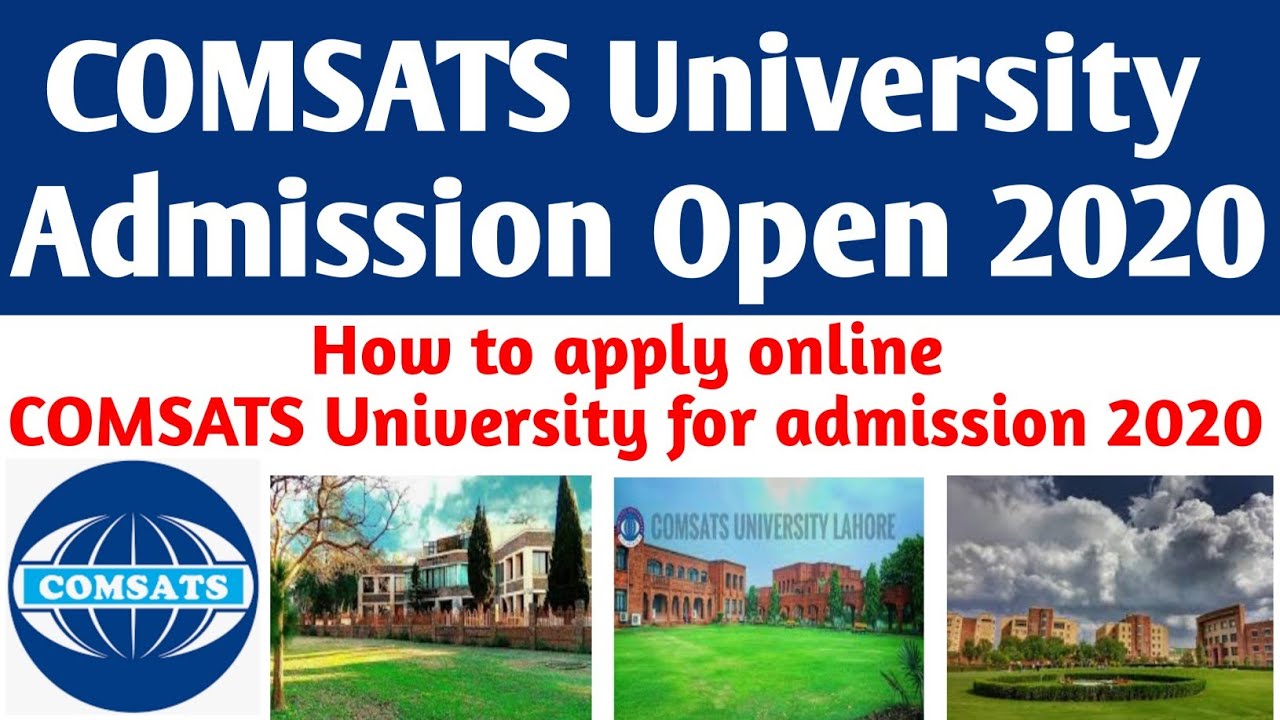 COMSATS University
Admission Open 2020
How to apply online
COMSATS University for admission 2020
COMSATS
COMSATS UNIVERSITY LAHORE